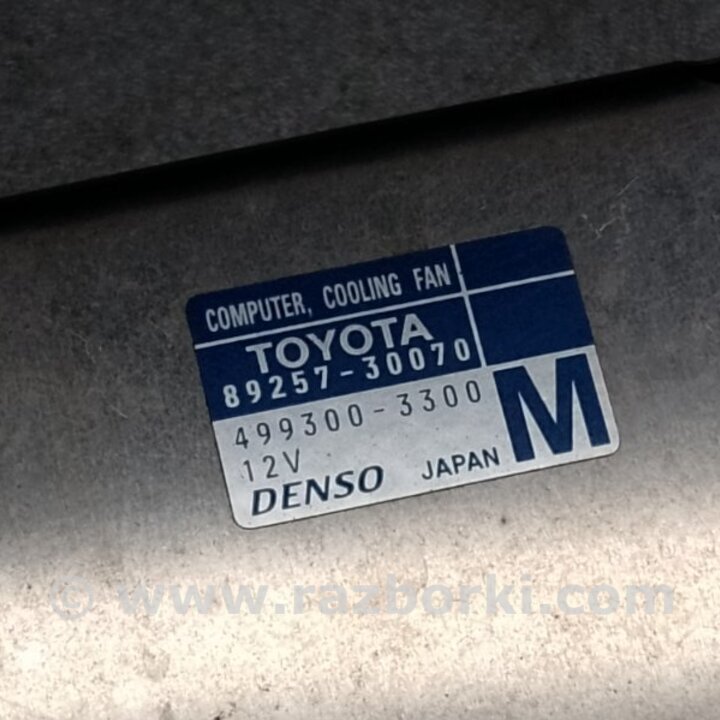 COMPUTER, COOLING FAN
TOYOTA
89257-30070
499300-3300
12V
DENSO JAPAN
M
© www.razborki.com